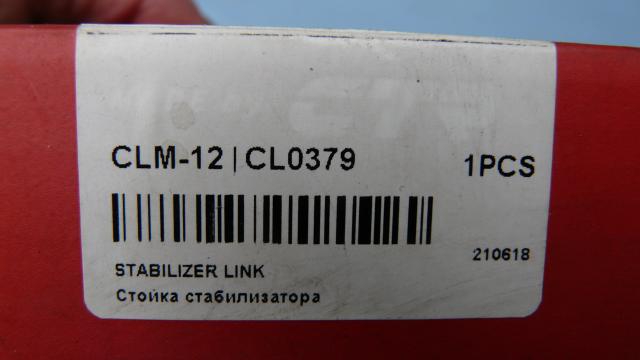 CLM-12 | CL0379
1PCS
210618
STABILIZER LINK
Стойка стабилизатора